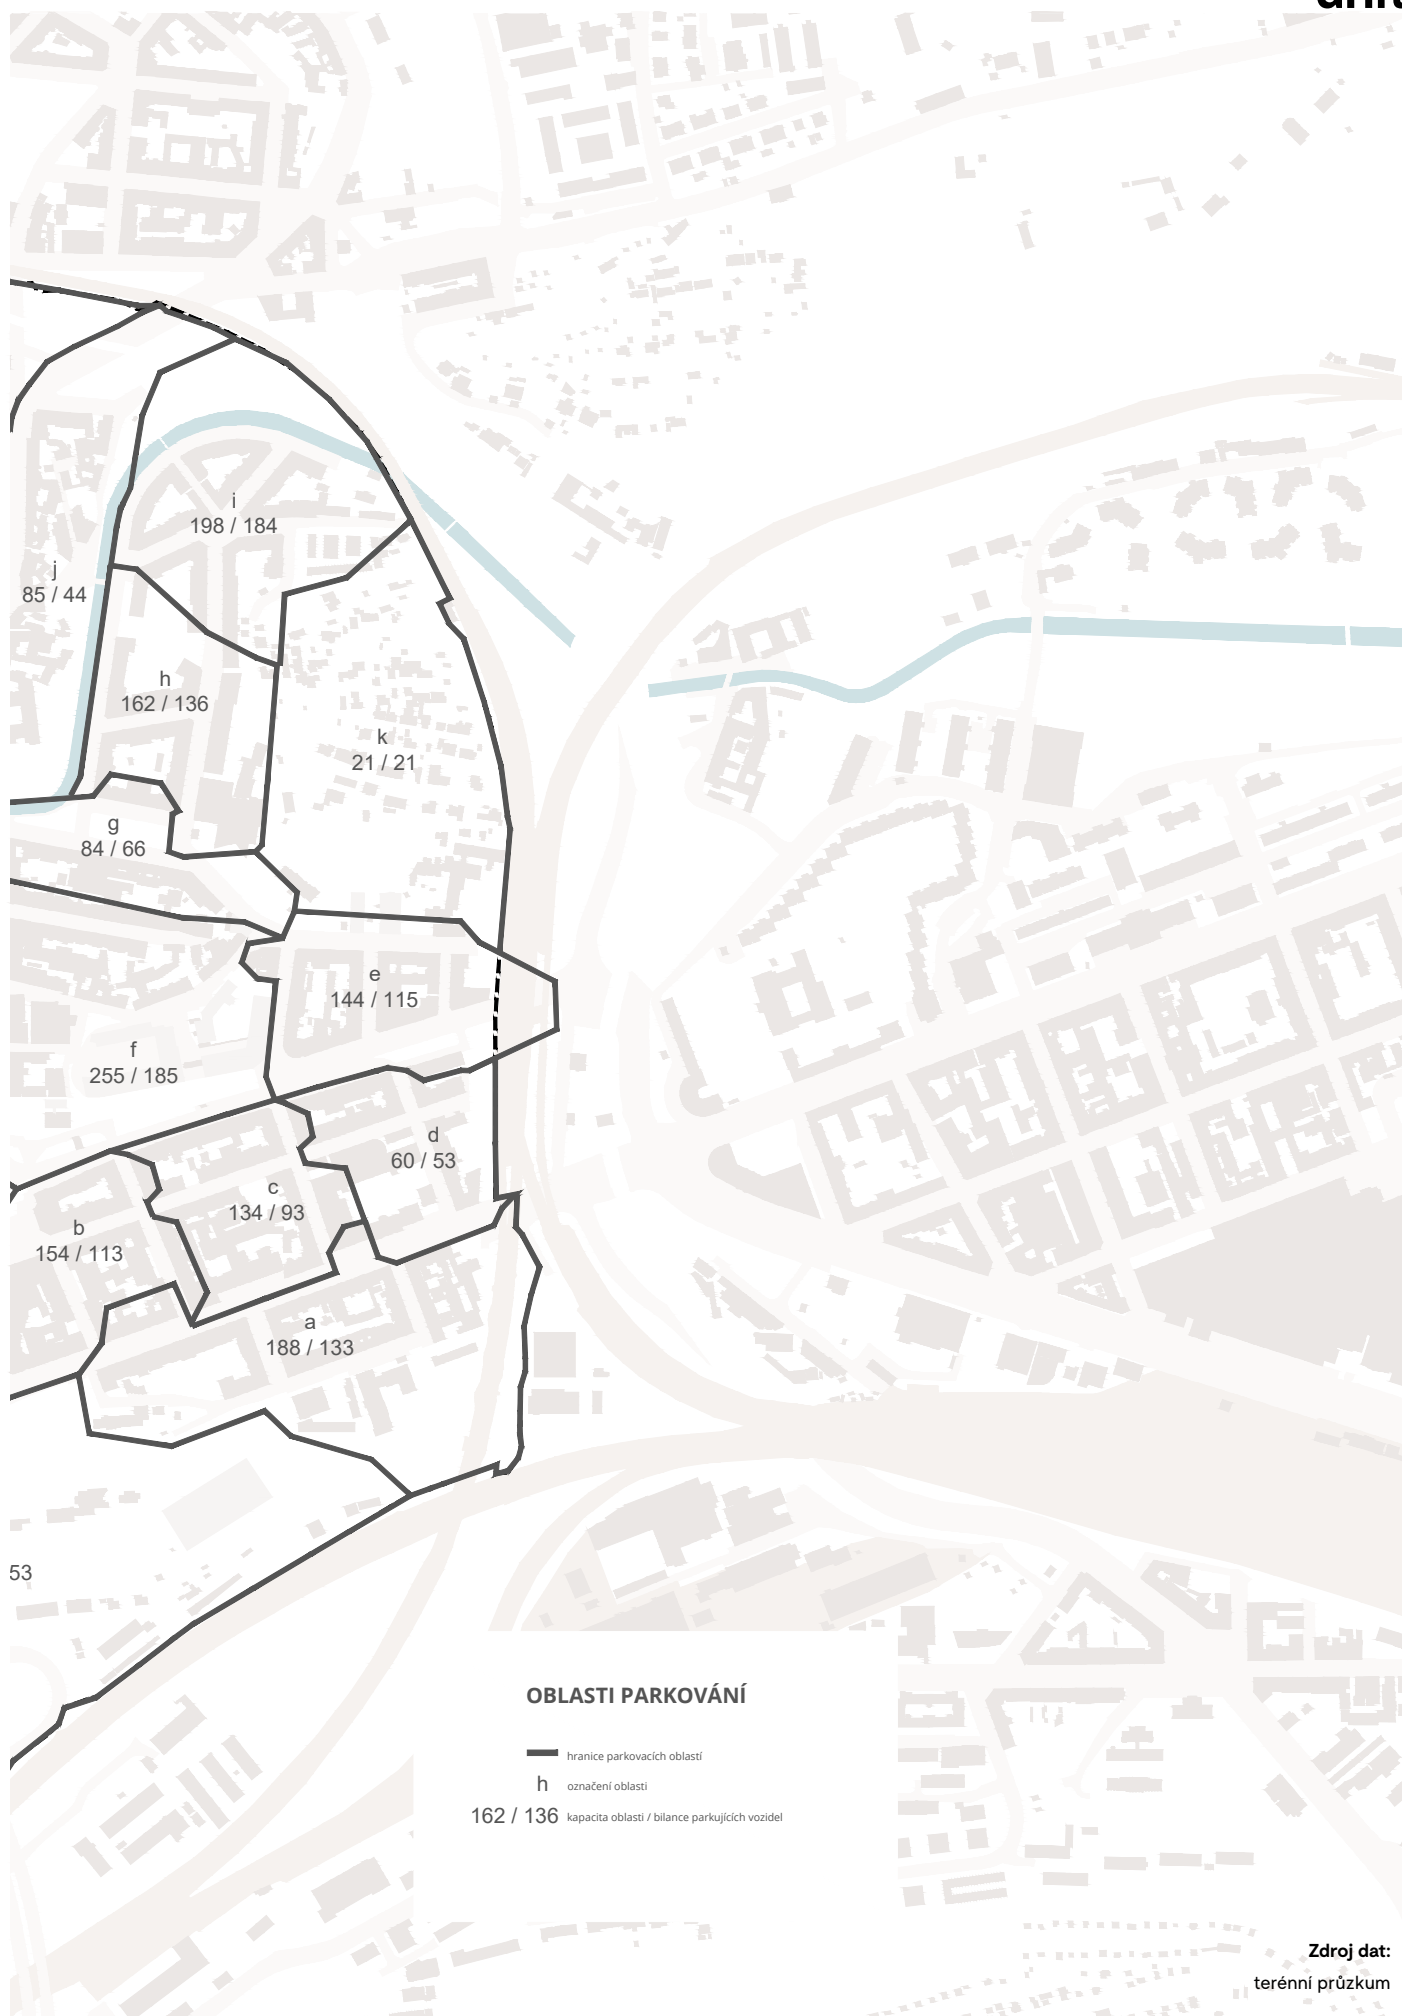 i
198 / 184
j
85 / 44
h
162 / 136
k
21 / 21
g
84 / 66
e
144 / 115
f
255 / 185
d
60 / 53
c
134 / 93
b
154 / 113
a
188 / 133
53
OBLASTI PARKOVÁNÍ
hranice parkovacích oblastí
h označení oblasti
162 / 136 kapacita oblasti / bilance parkujících vozidel
Zdroj dat:
terénní průzkum